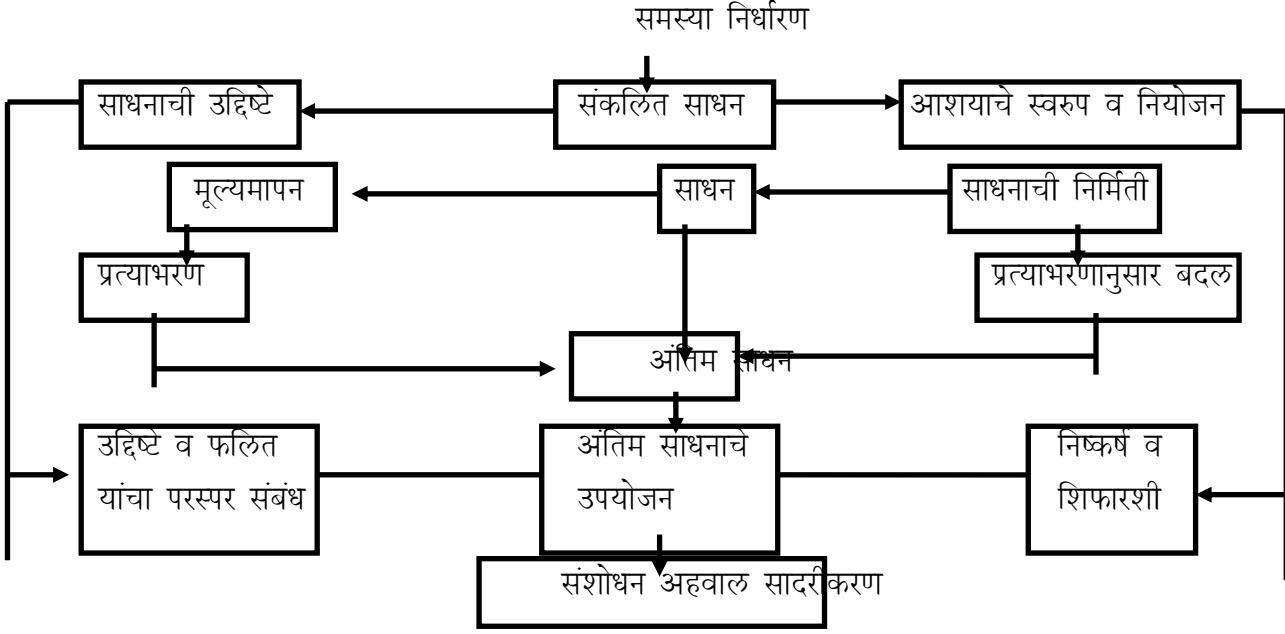 समस्या निर्धारण
साधनाची उद्दिष्टे
संकलित साधन
आशयाचे स्वरुप व नियोजन
मूल्यमापन
साधन
साधनाची निर्मिती
प्रत्याभरण
प्रत्याभरणानुसार बदल
अंतिम साधन
उद्दिष्टे व फलित
यांचा परस्पर संबंध
अंतिम साधनाचे
उपयोजन
निष्कर्ष व
शिफारशी
संशोधन अहवाल सादरीकरण